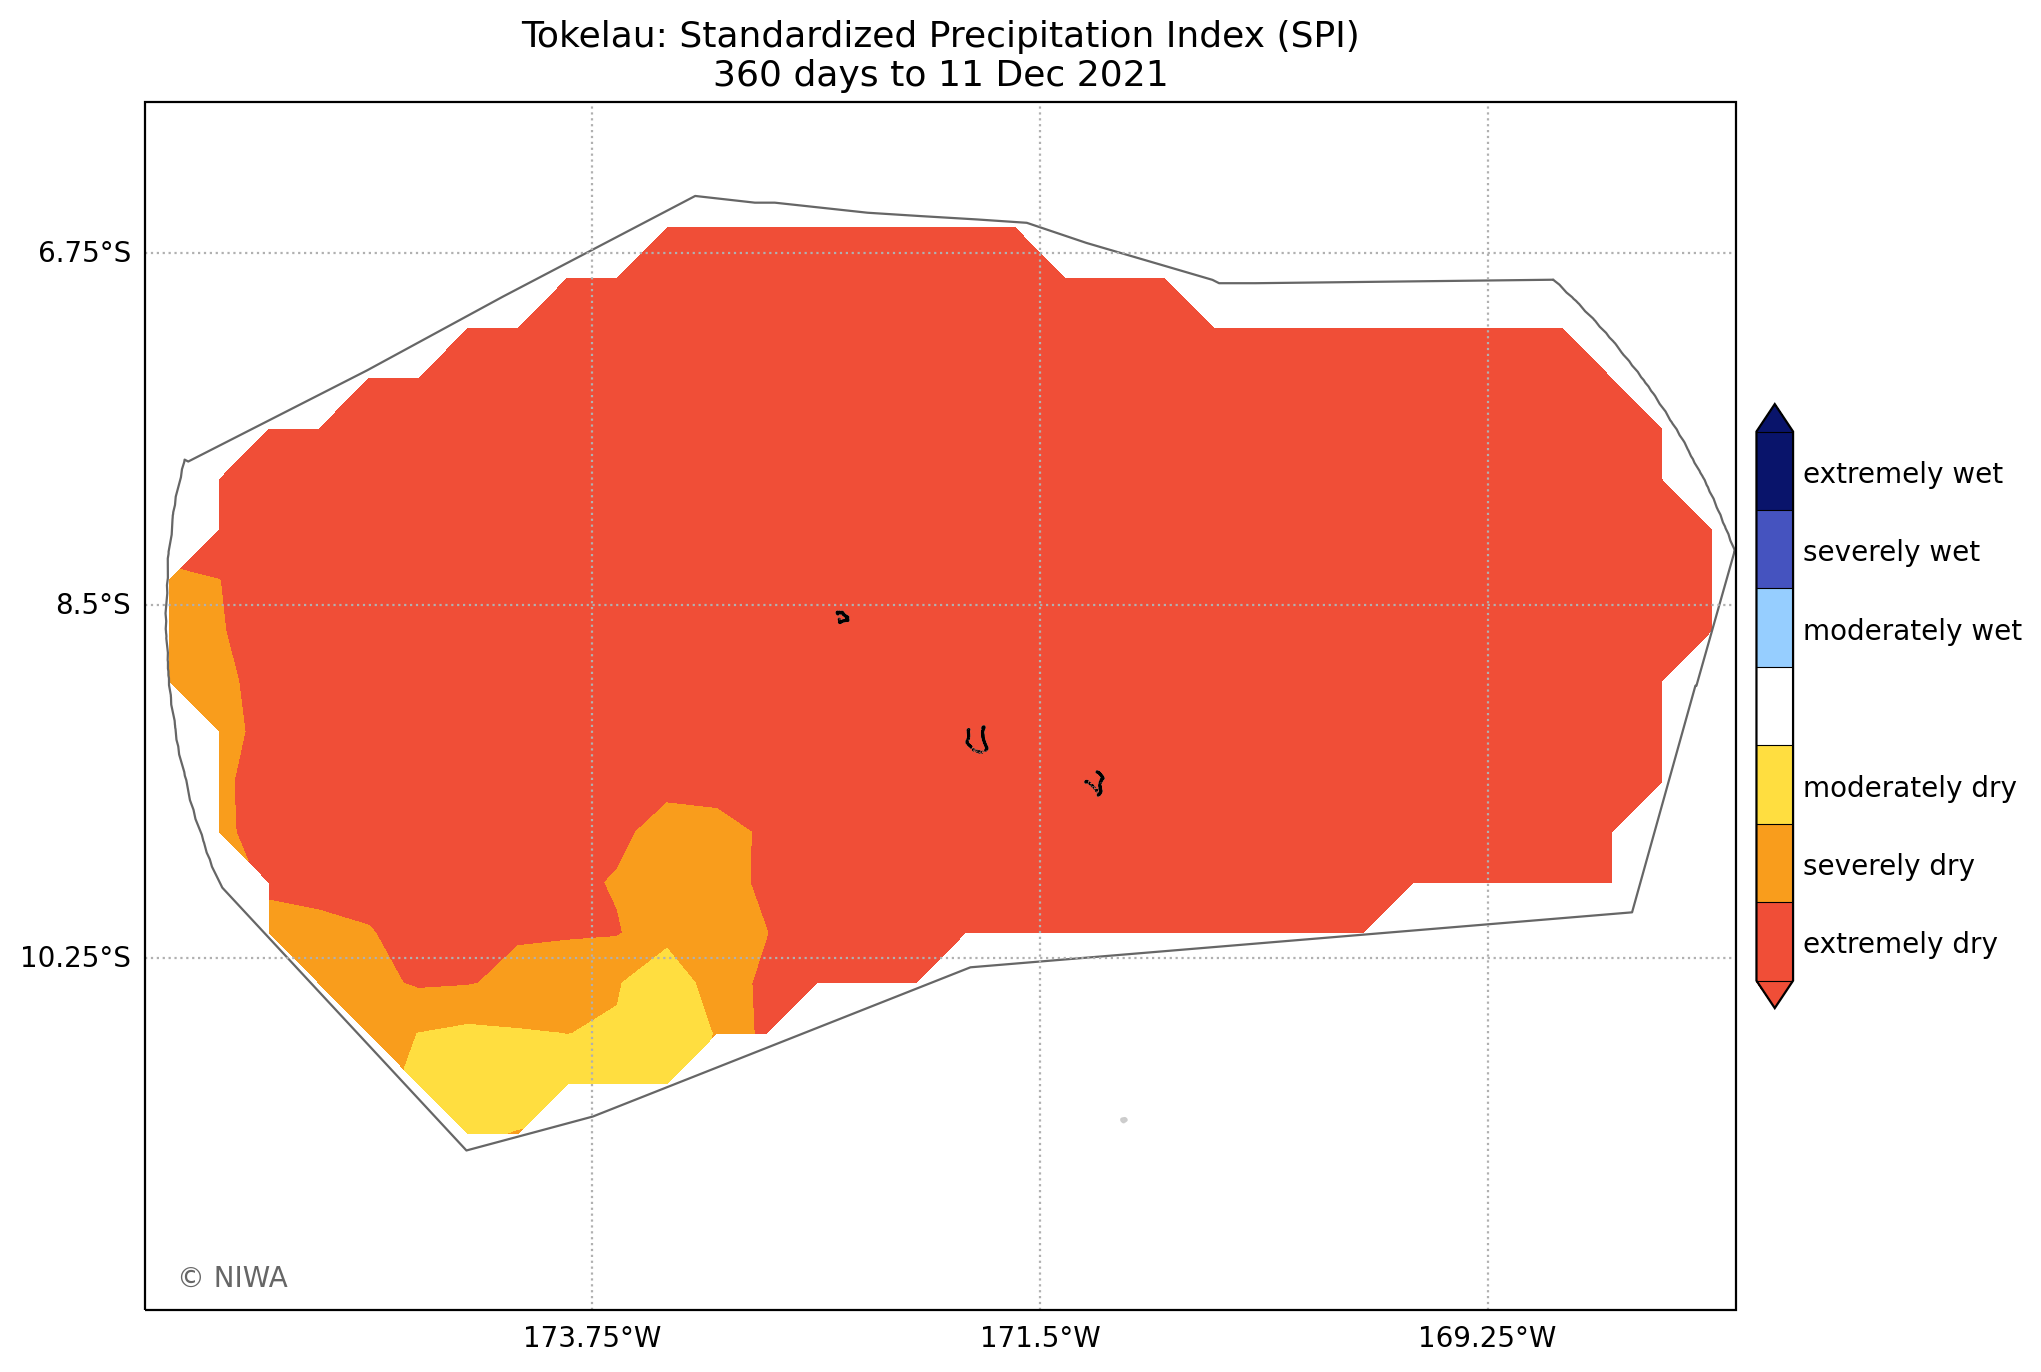 Tokelau: Standardized Precipitation Index (SPI)
360 days to 11 Dec 2021
6.75°S
8.5°S
10.25°S
173.75°W
171.5°W
169.25°W
extremely wet
severely wet
moderately wet
moderately dry
severely dry
extremely dry
© NIWA